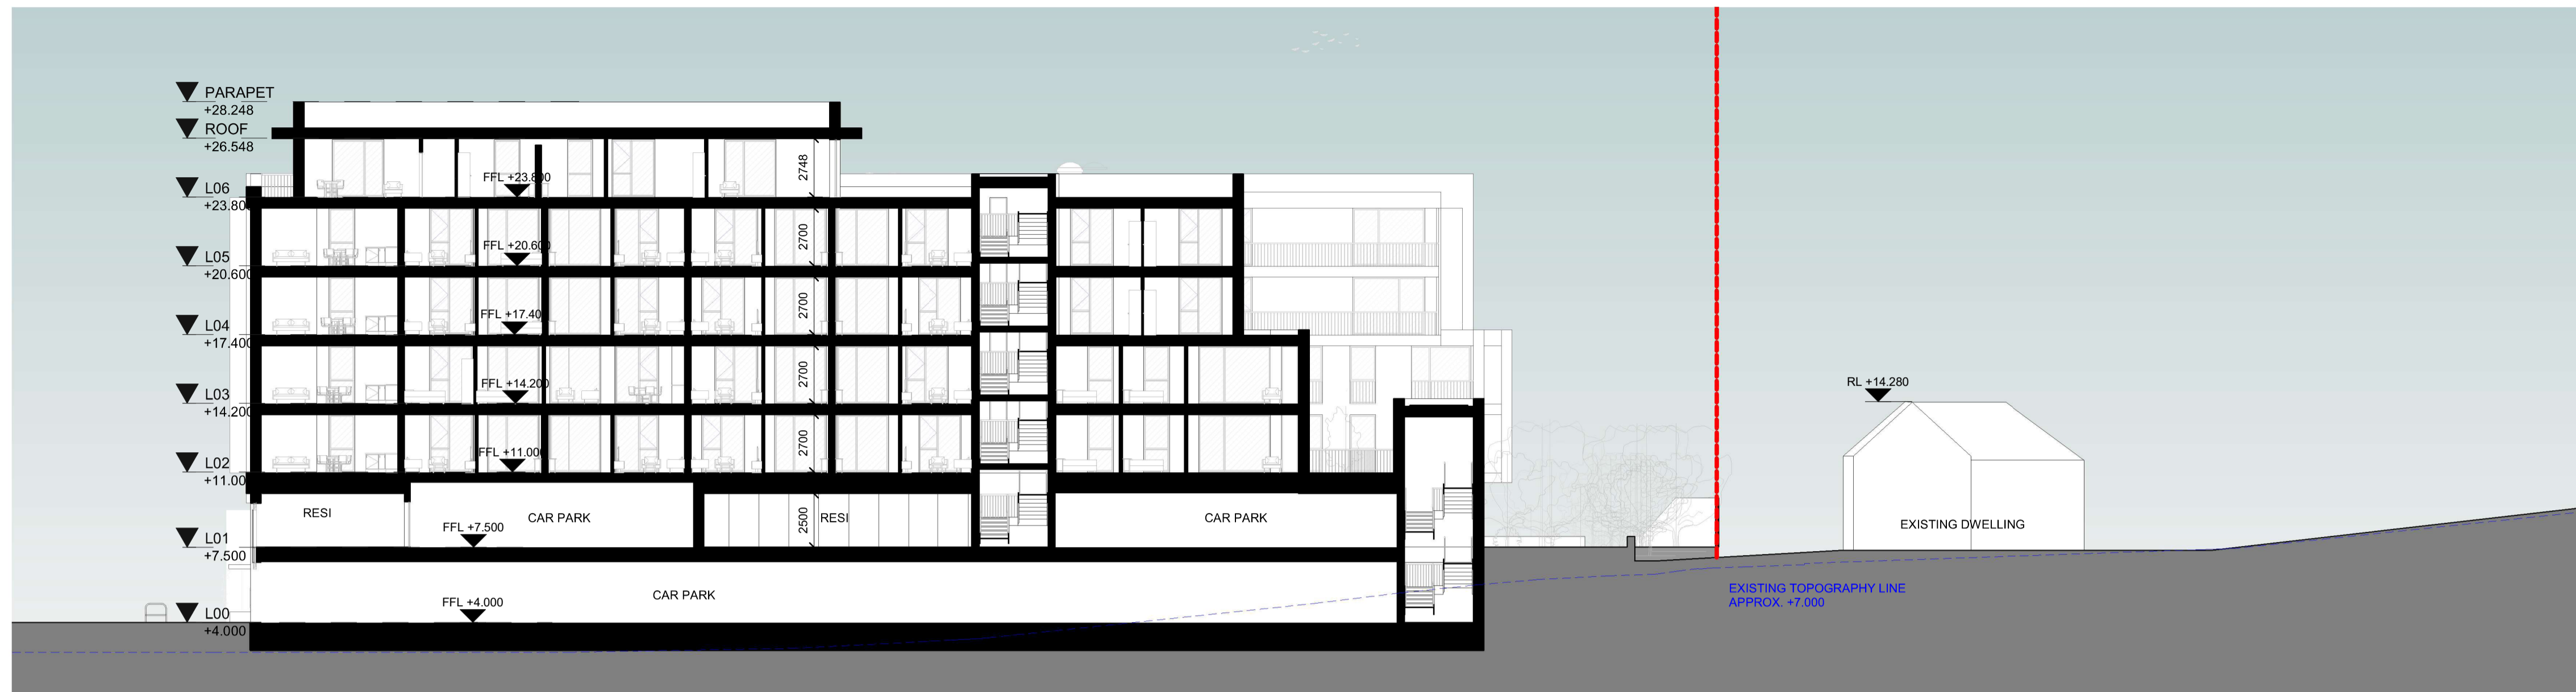 PARAPET
+28.248
ROOF
+26.548
2748
L06
+23.800
FFL +23.800
2700
L05
+20.600
FFL +20.600
2700
L04
+17.400
FFL +17.40
2700
L03
+14.200
FFL +14.200
2700
L02
+11.00
FFL +11.000
RESI
CAR PARK
2500
RESI
CAR PARK
L01
+7.500
FFL +7.500
CAR PARK
L00
+4.000
FFL +4.000
RL +14.280
EXISTING DWELLING
EXISTING TOPOGRAPHY LINE
APPROX. +7.000